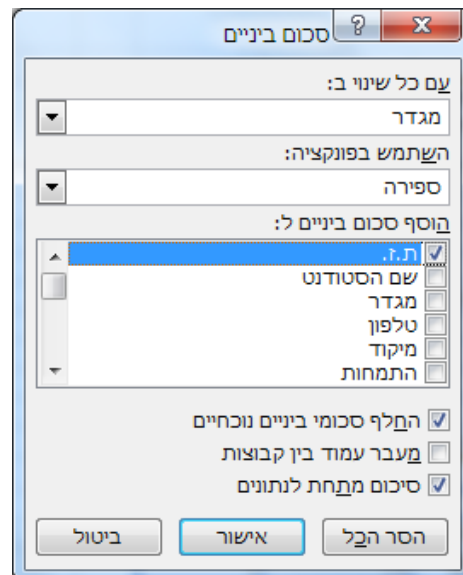 סכום ביניים
עם כל שינוי ב:
מגדר
השתמש בפונקציה:
ספירה
הוסף סכום ביניים ל:
ת.ז.
שם הסטודנט
מגדר
טלפון
מיקוד
התמחות
החלף סכומי ביניים נוכחיים
מעבר עמוד בין קבוצות
סיכום מתחת לנתונים
הסר הכל אישור ביטול